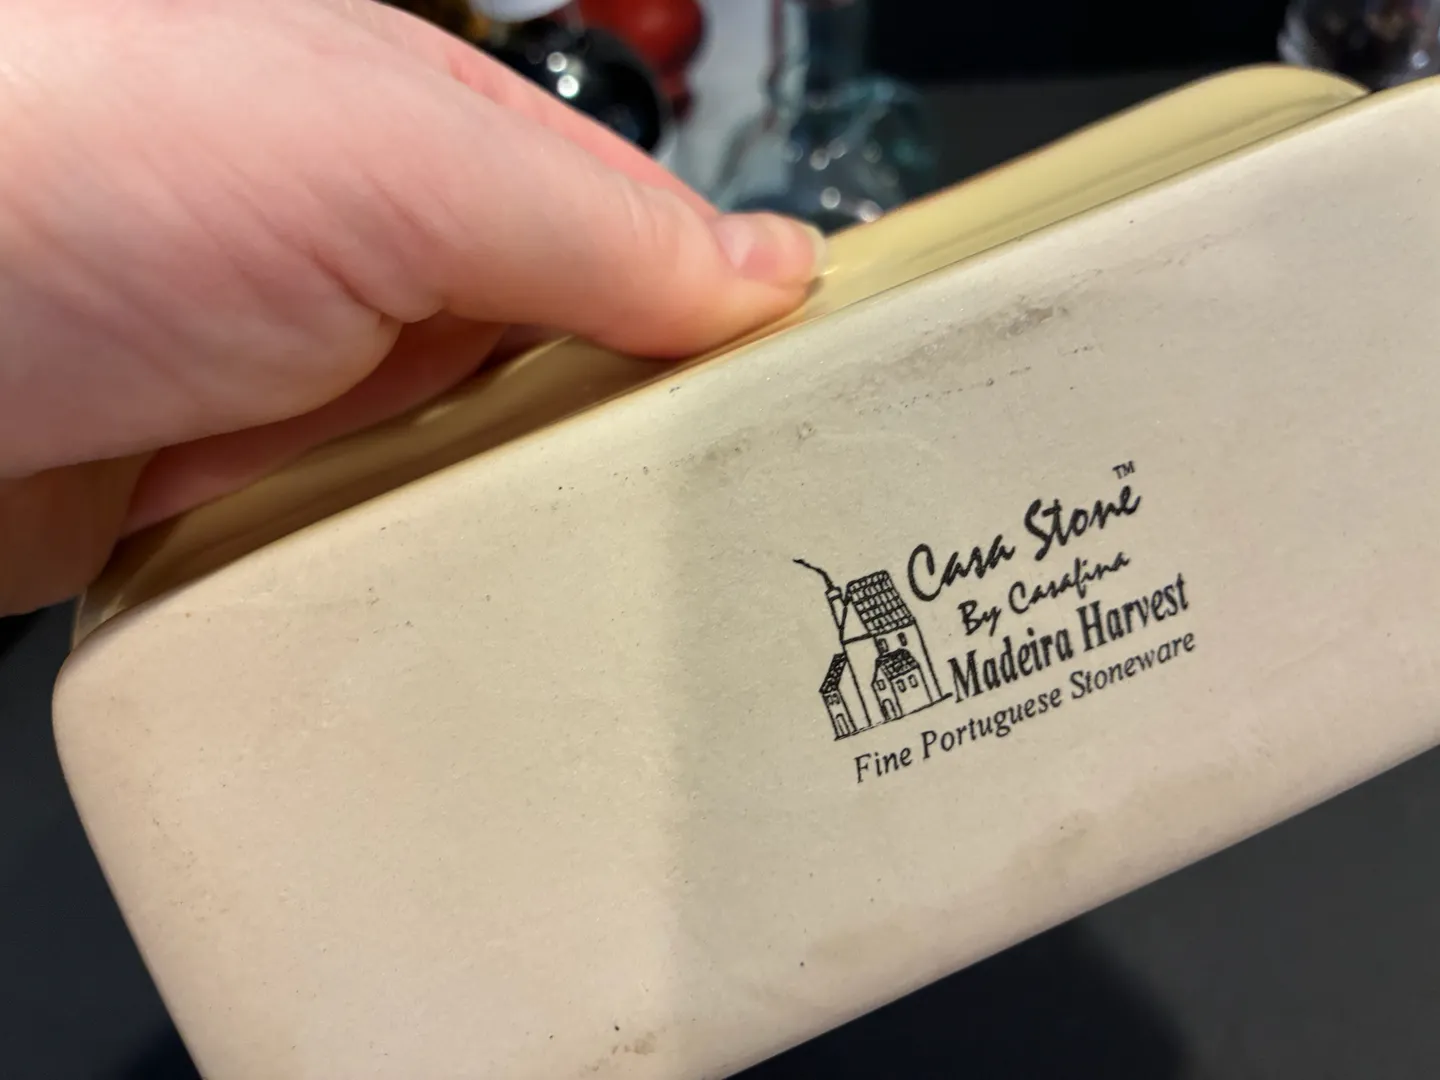 Casa Stone™
By Casafina
Madeira Harvest
Fine Portuguese Stoneware